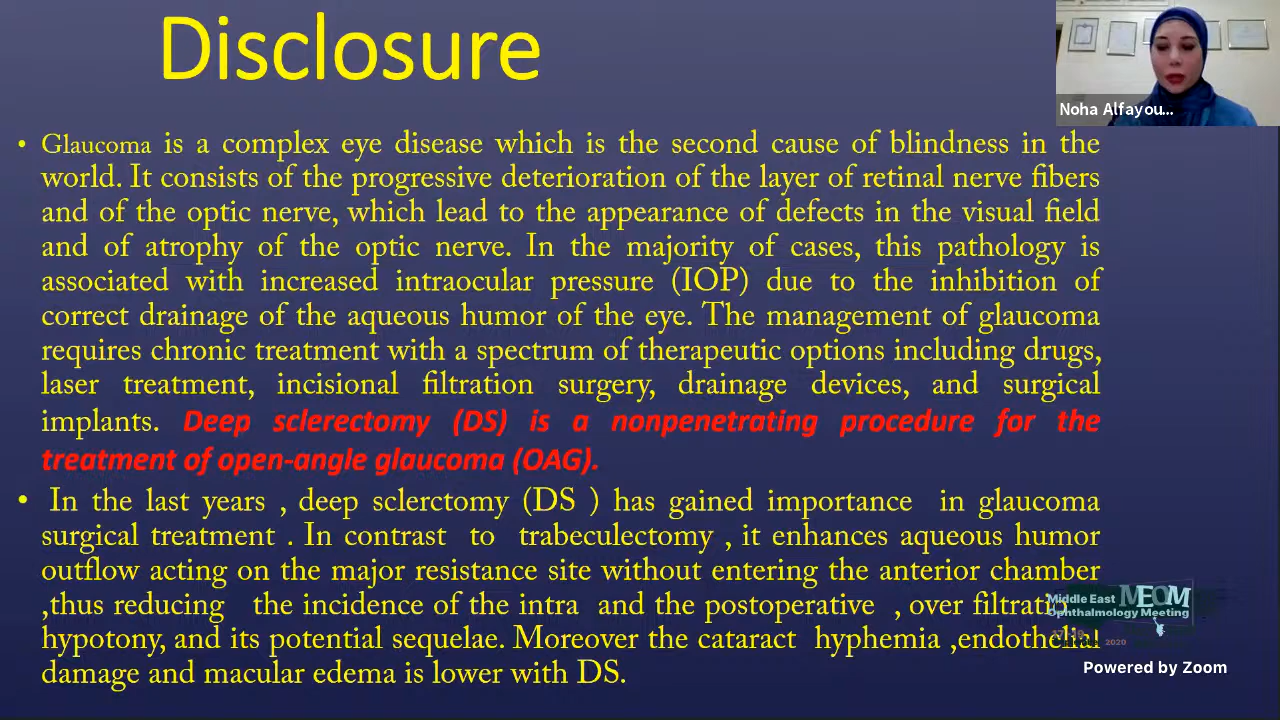 Disclosure
• Glaucoma is a complex eye disease which is the second cause of blindness in the
world. It consists of the progressive deterioration of the layer of retinal nerve fibers
and of the optic nerve, which lead to the appearance of defects in the visual field
and of atrophy of the optic nerve. In the majority of cases, this pathology is
associated with increased intraocular pressure (IOP) due to the inhibition of
correct drainage of the aqueous humor of the eye. The management of glaucoma
requires chronic treatment with a spectrum of therapeutic options including drugs,
laser treatment, incisional filtration surgery, drainage devices, and surgical
implants. Deep sclerectomy (DS) is a nonpenetrating procedure for the
treatment of open-angle glaucoma (OAG).
• In the last years , deep sclerctomy (DS ) has gained importance in glaucoma
surgical treatment . In contrast to trabeculectomy , it enhances aqueous humor
outflow acting on the major resistance site without entering the anterior chamber
,thus reducing the incidence of the intra and the postoperative , over filtratio
hypotony, and its potential sequelae. Moreover the cataract hyphemia ,endothelial
damage and macular edema is lower with DS.
Noha Alfayou...
Middle East MEOM
Ophthalmology Meeting
2020
Powered by Zoom